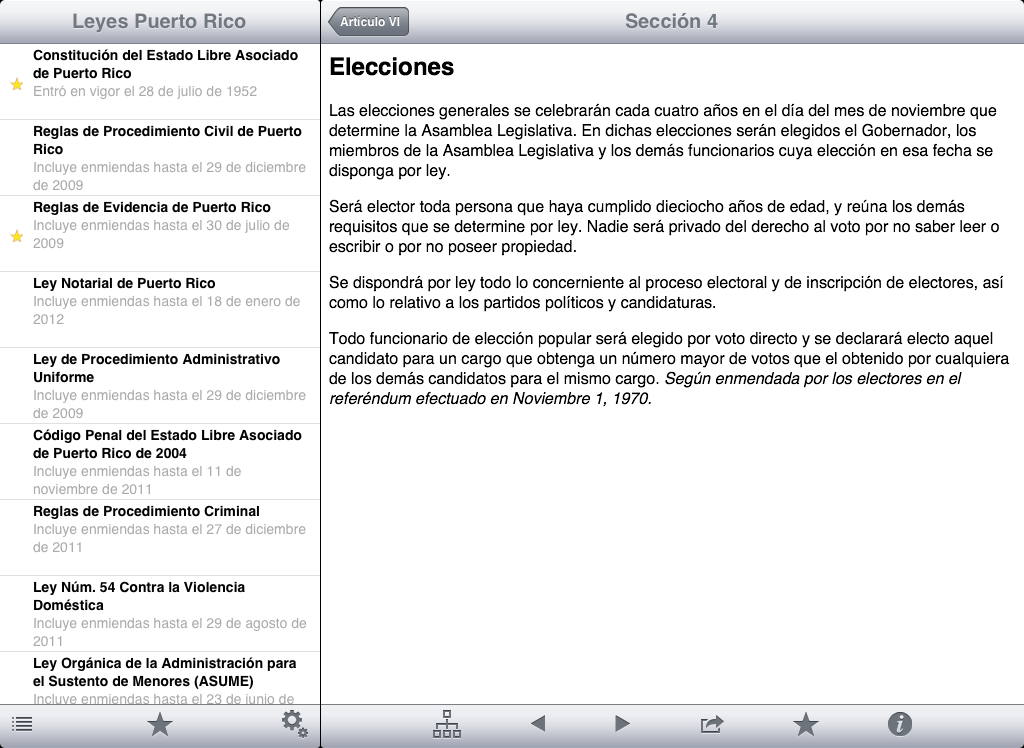 Leyes Puerto Rico
Constitución del Estado Libre Asociado
de Puerto Rico
Entró en vigor el 28 de julio de 1952
Reglas de Procedimiento Civil de Puerto
Rico
Incluye enmiendas hasta el 29 de diciembre
de 2009
Reglas de Evidencia de Puerto Rico
Incluye enmiendas hasta el 30 de julio de
2009
Ley Notarial de Puerto Rico
Incluye enmiendas hasta el 18 de enero de
2012
Ley de Procedimiento Administrativo
Uniforme
Incluye enmiendas hasta el 29 de diciembre
de 2009
Código Penal del Estado Libre Asociado
de Puerto Rico de 2004
Incluye enmiendas hasta el 11 de
noviembre de 2011
Reglas de Procedimiento Criminal
Incluye enmiendas hasta el 27 de diciembre
de 2011
Ley Núm. 54 Contra la Violencia
Doméstica
Incluye enmiendas hasta el 29 de agosto de
2011
Ley Orgánica de la Administración para
el Sustento de Menores (ASUME)
Incluye enmiendas hasta el 23 de junio de
Artículo VI
Sección 4
Elecciones
Las elecciones generales se celebrarán cada cuatro años en el día del mes de noviembre que
determine la Asamblea Legislativa. En dichas elecciones serán elegidos el Gobernador, los
miembros de la Asamblea Legislativa y los demás funcionarios cuya elección en esa fecha se
disponga por ley.
Será elector toda persona que haya cumplido dieciocho años de edad, y reúna los demás
requisitos que se determine por ley. Nadie será privado del derecho al voto por no saber leer o
escribir o por no poseer propiedad.
Se dispondrá por ley todo lo concerniente al proceso electoral y de inscripción de electores, así
como lo relativo a los partidos políticos y candidaturas.
Todo funcionario de elección popular será elegido por voto directo y se declarará electo aquel
candidato para un cargo que obtenga un número mayor de votos que el obtenido por cualquiera
de los demás candidatos para el mismo cargo. Según enmendada por los electores en el
referéndum efectuado en Noviembre 1, 1970.